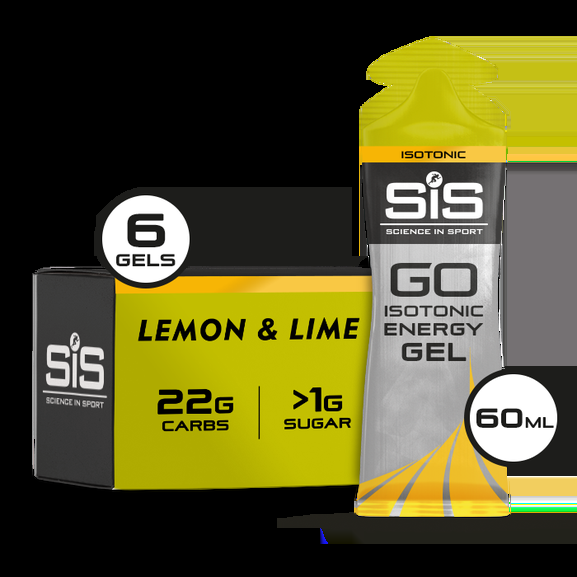 ISOTONIC
SiS
SCIENCE IN SPORT
GO
ISOTONIC
ENERGY
GEL
60ML
6
GELS
SiS
SCIENCE IN SPORT
LEMON & LIME
22G
CARBS
>1G
SUGAR